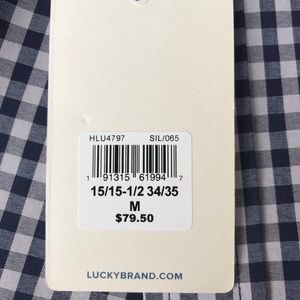 HLU4797 SIL/065
1 91315 61994 7
15/15-1/2 34/35
M
$79.50
LUCKYBRAND.COM